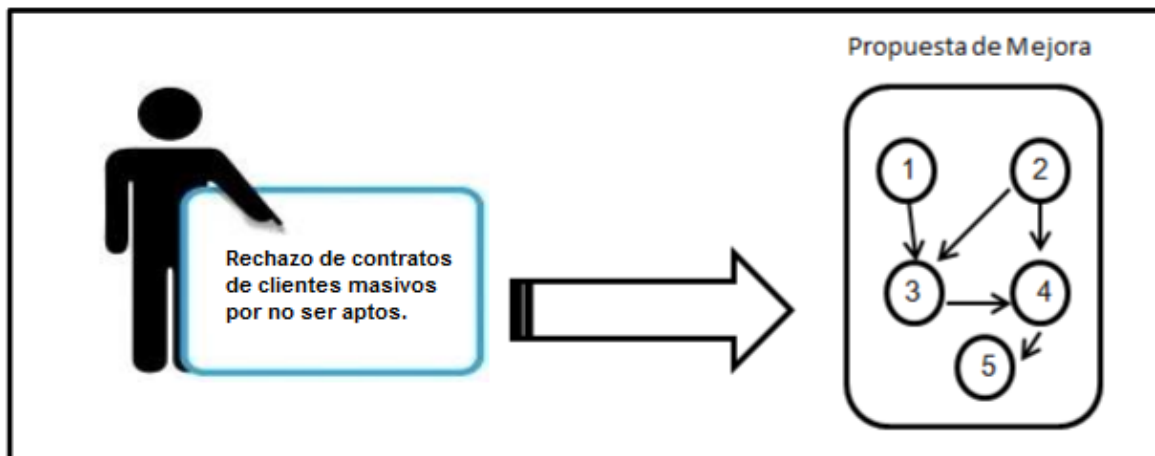 Propuesta de Mejora
1
2
Rechazo de contratos
de clientes masivos
por no ser aptos.
3
4
5